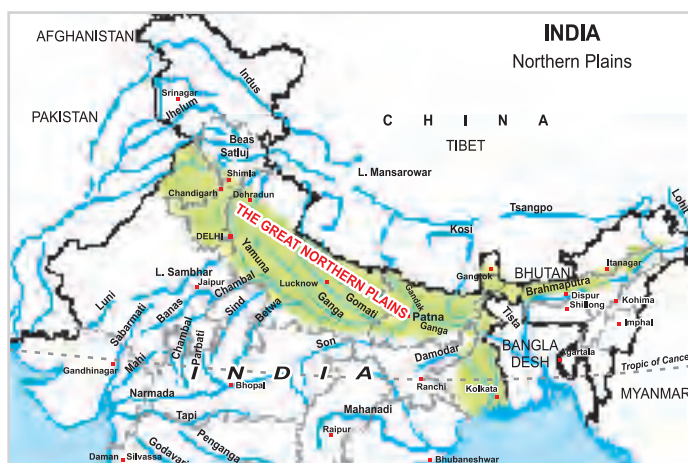 INDIA
Northern Plains
AFGHANISTAN
Indus
Srinagar
Jhelum
PAKISTAN
C H I N A
TIBET
Beas
Satluj
L. Mansarowar
Shimla
Chandigarh
Dehradun
Tsangpo
Lohit
Kosi
DELHI
THE GREAT NORTHERN PLAINS
Yamuna
Gangtok
BHUTAN
Itanagar
Brahmaputra
L. Sambhar
Jaipur
Chambal
Lucknow
Ganga
Gomati
Gandak
Patna
Ganga
Dispur
Shillong
Kohima
Imphal
Luni
Sabarmati
Banas
Sind
Betwa
Tista
Mahi
Chambal
Parbati
Son
Damodar
BANGLA
DESH
Agartala
Tropic of Cance
Gandhinagar
I N D I A
Bhopal
Ranchi
Kolkata
MYANMAR
Narmada
Tapi
Mahanadi
Raipur
Daman
Silvassa
Godavari
Penganga
Bhubaneshwar